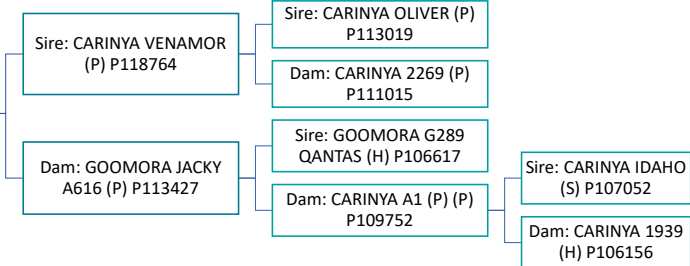 Sire: CARINYA VENAMOR
(P) P118764
Sire: CARINYA OLIVER (P)
P113019
Dam: CARINYA 2269 (P)
P111015
Dam: GOOMORA JACKY
A616 (P) P113427
Sire: GOOMORA G289
QANTAS (H) P106617
Dam: CARINYA A1 (P) (P)
P109752
Sire: CARINYA IDAHO
(S) P107052
Dam: CARINYA 1939
(H) P106156